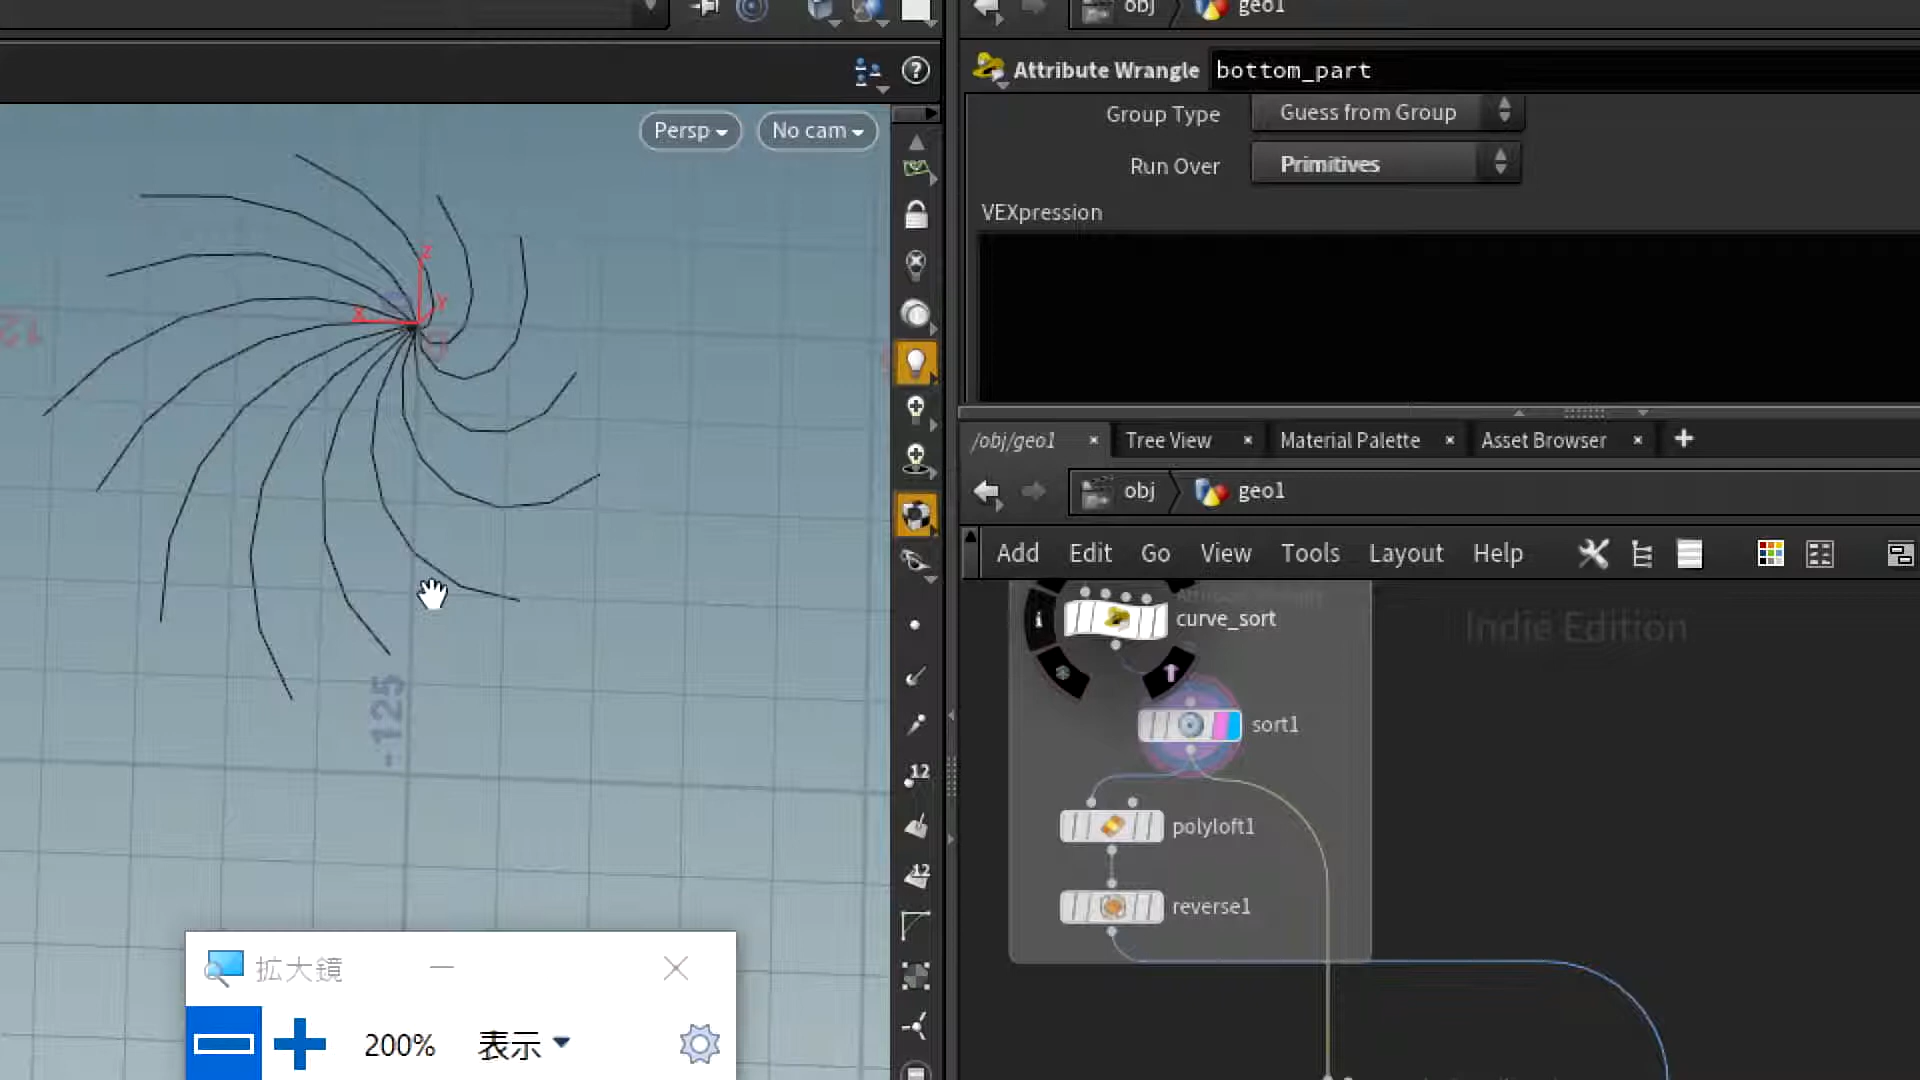 obj geo1
Attribute Wrangle bottom_part
Persp No cam
Group Type Guess from Group
Run Over Primitives
VEXpression
Z
Y
X
/obj/geo1 Tree View Material Palette Asset Browser
obj geo1
Add Edit Go View Tools Layout Help
Indie Edition
curve_sort
sort1
-125
12
polyloft1
12
reverse1
拡大鏡
200% 表示